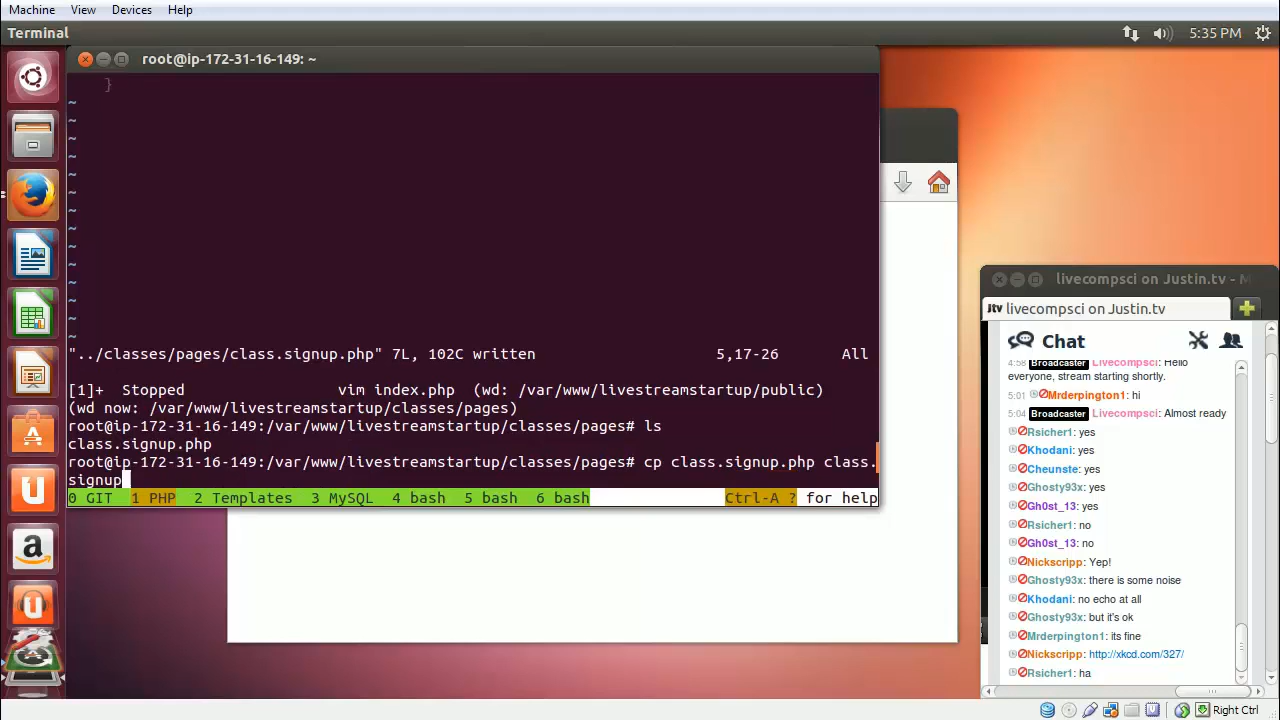 Machine View Devices Help
Terminal
5:35 PM
root@ip-172-31-16-149: ~
}
~
~
~
~
~
~
~
~
~
~
~
~
~
~
"../classes/pages/class.signup.php" 7L, 102C written 5,17-26 All
[1]+ Stopped vim index.php (wd: /var/www/livestreamstartup/public)
(wd now: /var/www/livestreamstartup/classes/pages)
root@ip-172-31-16-149:/var/www/livestreamstartup/classes/pages# ls
class.signup.php
root@ip-172-31-16-149:/var/www/livestreamstartup/classes/pages# cp class.signup.php class.
signup
0 GIT 1 PHP 2 Templates 3 MySQL 4 bash 5 bash 6 bash Ctrl-A ? for help
livecompsci on Justin.tv - M
jtv livecompsci on Justin.tv
Chat
4:58 Broadcaster Livecompsci: Hello
everyone, stream starting shortly.
5:01 Mrderpington1: hi
5:04 Broadcaster Livecompsci: Almost ready
Rsicher1: yes
Khodani: yes
Cheunste: yes
Ghosty93x: yes
Gh0st_13: yes
Rsicher1: no
Gh0st_13: no
Nickscripp: Yep!
Ghosty93x: there is some noise
Khodani: no echo at all
Ghosty93x: but it's ok
Mrderpington1: its fine
Nickscripp: http://xkcd.com/327/
Rsicher1: ha
Right Ctrl